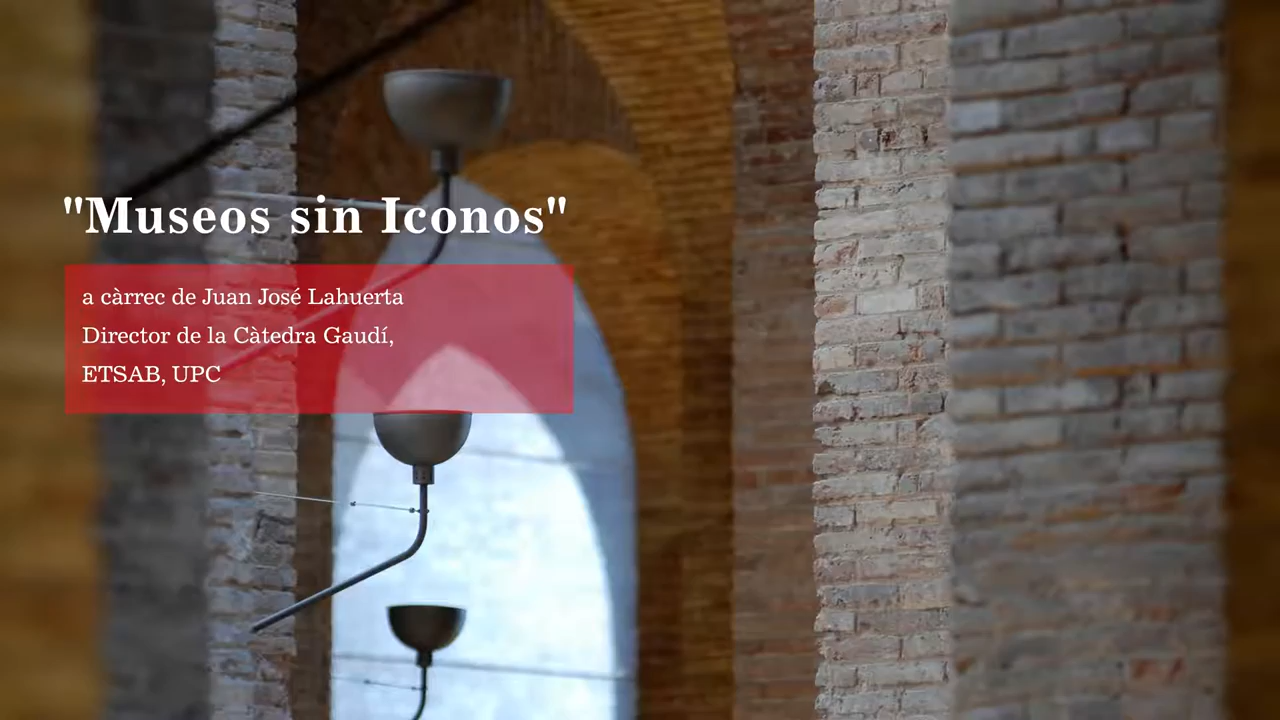 "Museos sin Iconos"
a càrrec de Juan José Lahuerta
Director de la Càtedra Gaudí,
ETSAB, UPC